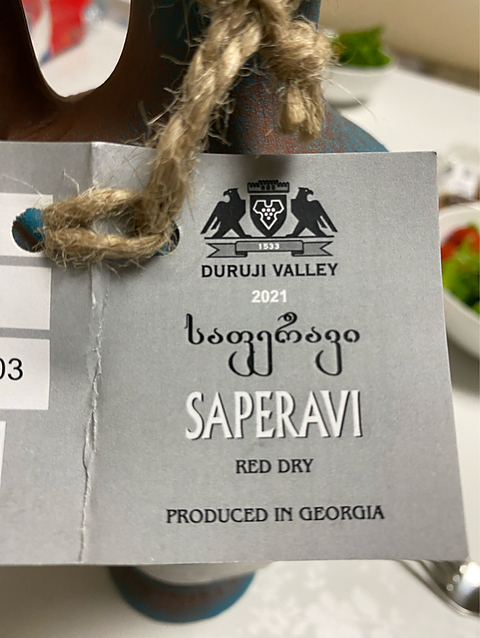 03
1533
DURUJI VALLEY
2021
საფერავი
SAPERAVI
RED DRY
PRODUCED IN GEORGIA